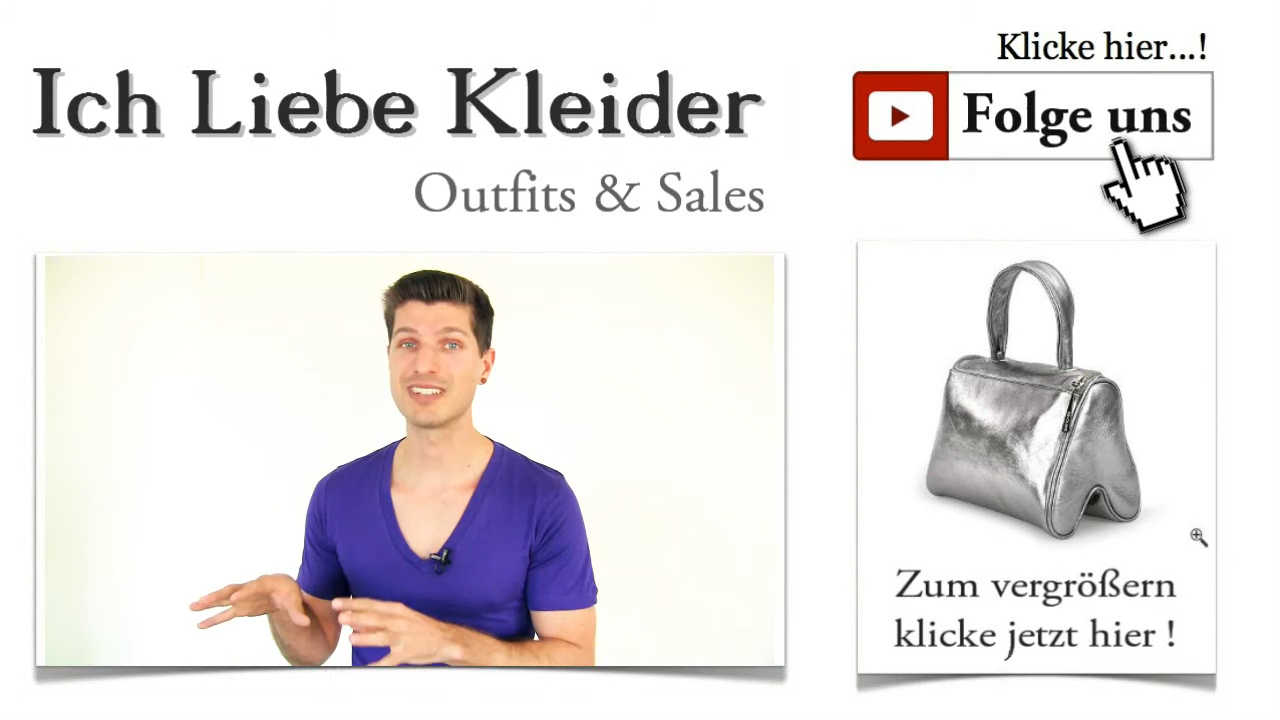 Ich Liebe Kleider
Outfits & Sales
Klicke hier...!
Folge uns
Zum vergrößern
klicke jetzt hier !